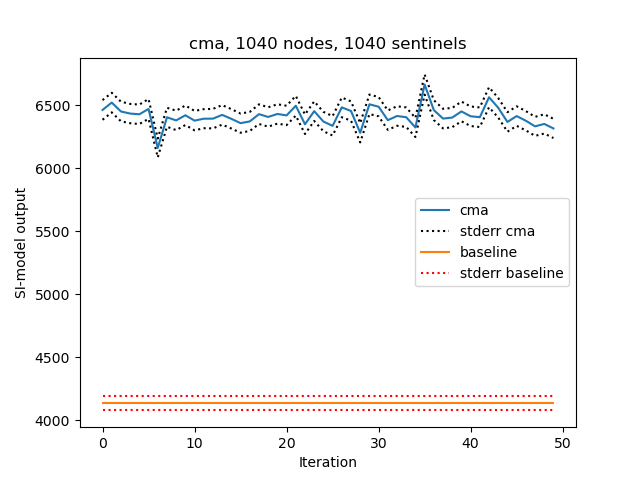 cma, 1040 nodes, 1040 sentinels
SI-model output
6500
6000
5500
5000
4500
4000
cma
stderr cma
baseline
stderr baseline
0 10 20 30 40 50
Iteration